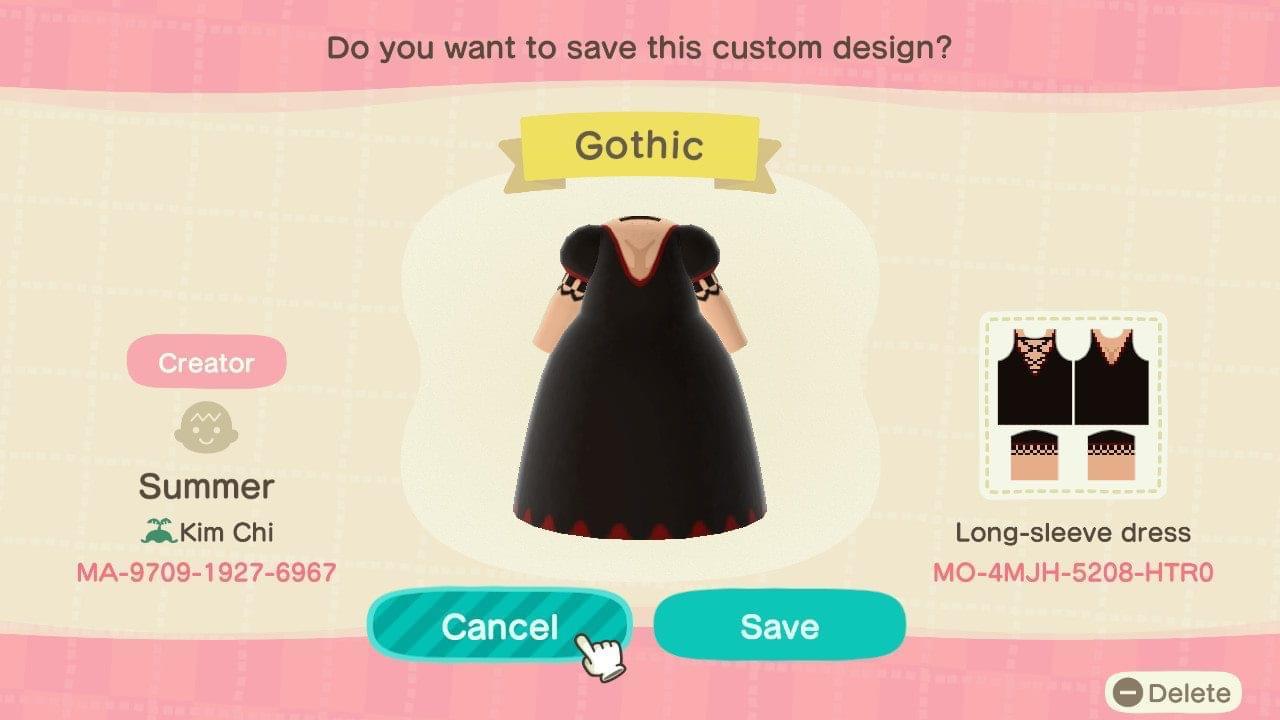 Do you want to save this custom design?
Gothic
Creator
Summer
Kim Chi
MA-9709-1927-6967
Long-sleeve dress
MO-4MJH-5208-HTR0
Cancel
Save
Delete